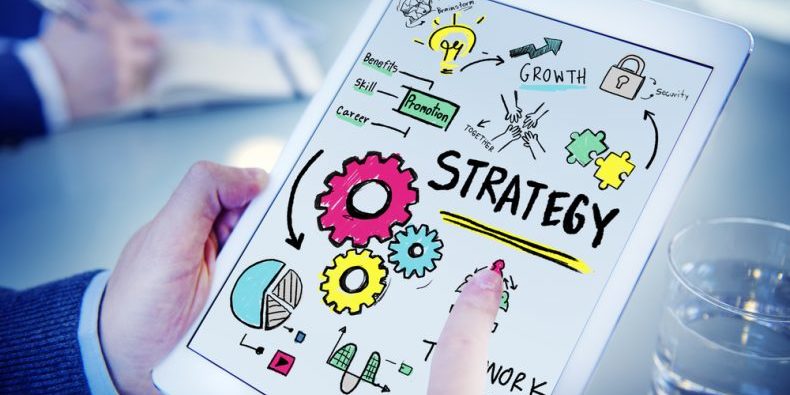 Brainstorm
GROWTH
Benefits
Skill
Career
Promotion
Security
TOGETHER
STRATEGY
T WORK